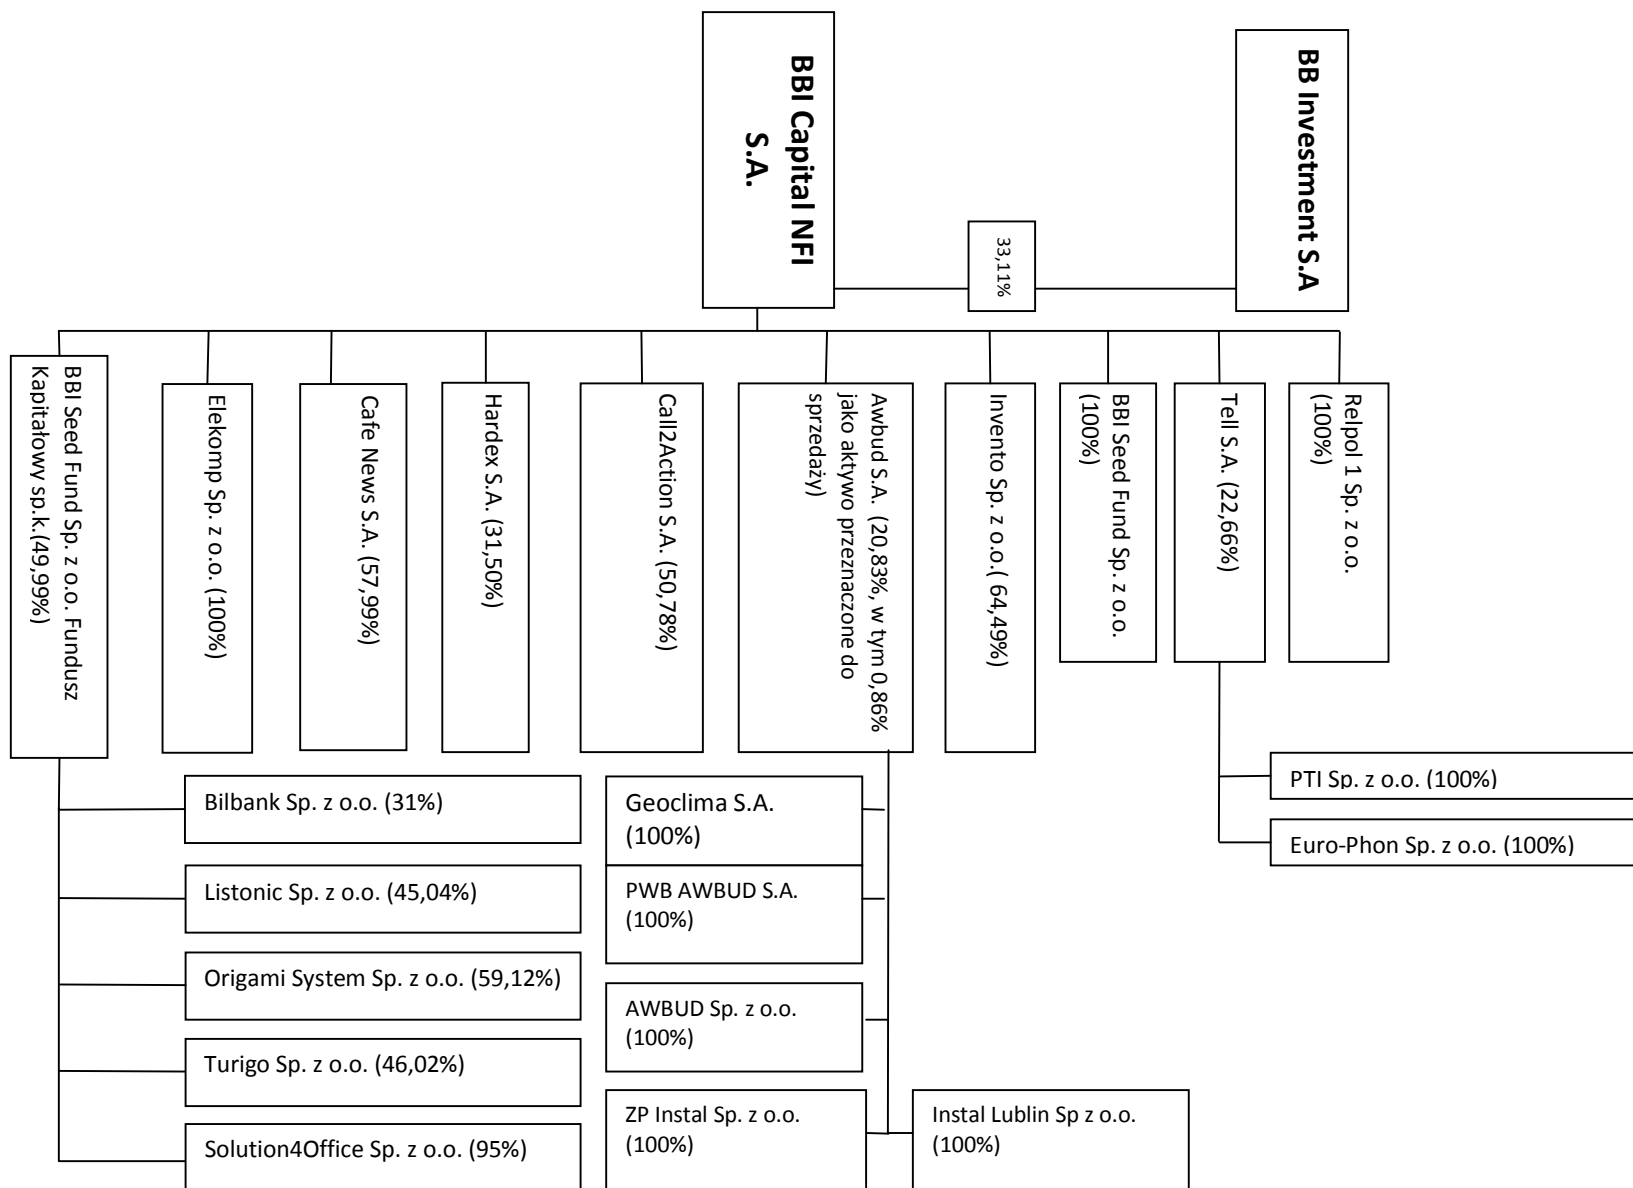 BBI Capital NFI
S.A.
BB Investment S.A
33,11%
BBI Seed Fund Sp. z o.o. Fundusz
Kapitałowy sp.k.(49,99%)
Elekomp Sp. z o.o. (100%)
Cafe News S.A. (57,99%)
Hardex S.A. (31,50%)
Call2Action S.A. (50,78%)
Awbud S.A. (20,83%, w tym 0,86%
jako aktywo przeznaczone do
sprzedaży)
Invento Sp. z o.o.( 64,49%)
BBI Seed Fund Sp. z o.o.
(100%)
Tell S.A. (22,66%)
Relpol 1 Sp. z o.o.
(100%)
Bilbank Sp. z o.o. (31%)
Listonic Sp. z o.o. (45,04%)
Origami System Sp. z o.o. (59,12%)
Turigo Sp. z o.o. (46,02%)
Solution4Office Sp. z o.o. (95%)
Geoclima S.A.
(100%)
PWB AWBUD S.A.
(100%)
AWBUD Sp. z o.o.
(100%)
ZP Instal Sp. z o.o.
(100%)
Instal Lublin Sp z o.o.
(100%)
PTI Sp. z o.o. (100%)
Euro-Phon Sp. z o.o. (100%)